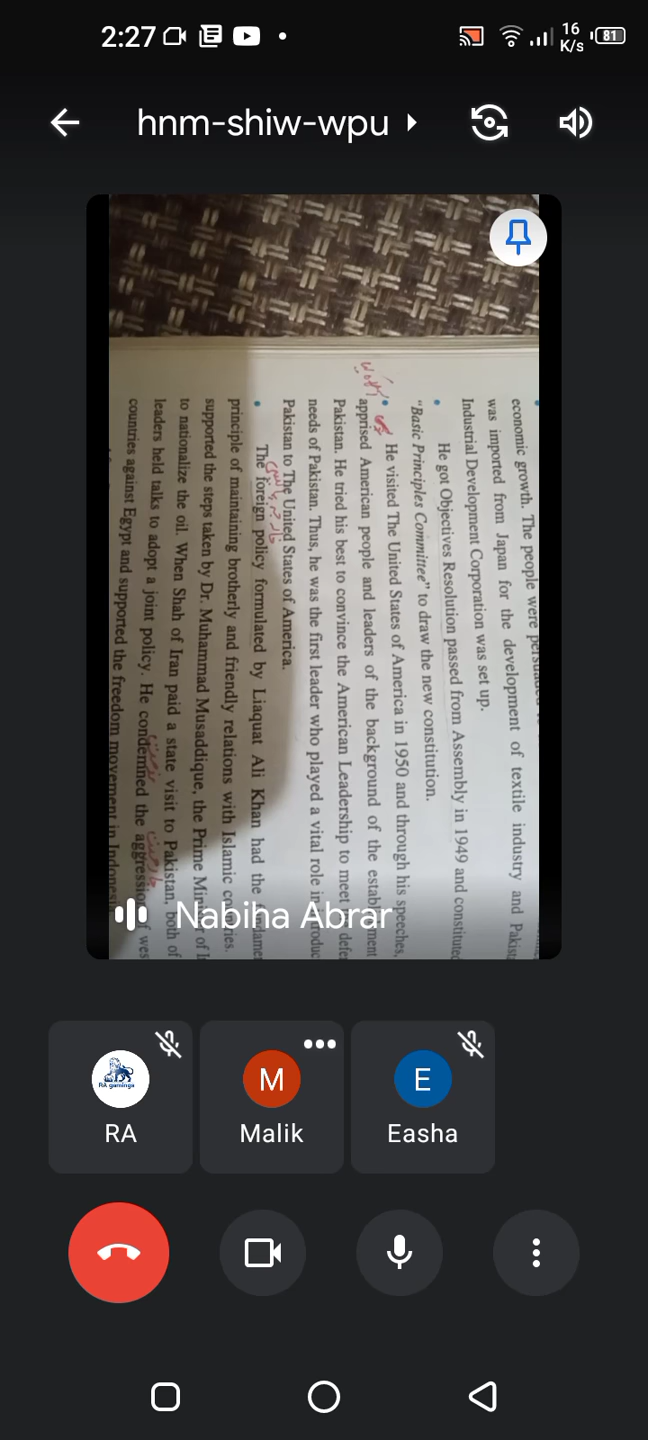 2:27
16
K/s
81
hnm-shiw-wpu
economic growth. The people were
was imported from Japan for the development of textile industry and
Industrial Development Corporation was set up.
He got Objectives Resolution passed from Assembly in 1949 and
"Basic Principles Committee" to draw the new constitution.
He visited The United States of America in 1950 and through his speeches,
apprised American people and leaders of the background of the
Pakistan. He tried his best to convince the American Leadership to meet
needs of Pakistan. Thus, he was the first leader who played a vital role in
Pakistan to The United States of America.
خارجہ پالیسی
The foreign policy formulated by Liaquat Ali Khan had the
principle of maintaining brotherly and friendly relations with Islamic
supported the steps taken by Dr. Muhammad Musaddique, the Prime
to nationalize the oil. When Shah of Iran paid a state visit to Pakistan, both of
leaders held talks to adopt a joint policy. He condemned the
countries against Egypt and supported the freedom movement in
Nabiha Abrar
RA gamings
RA
M
Malik
E
Easha